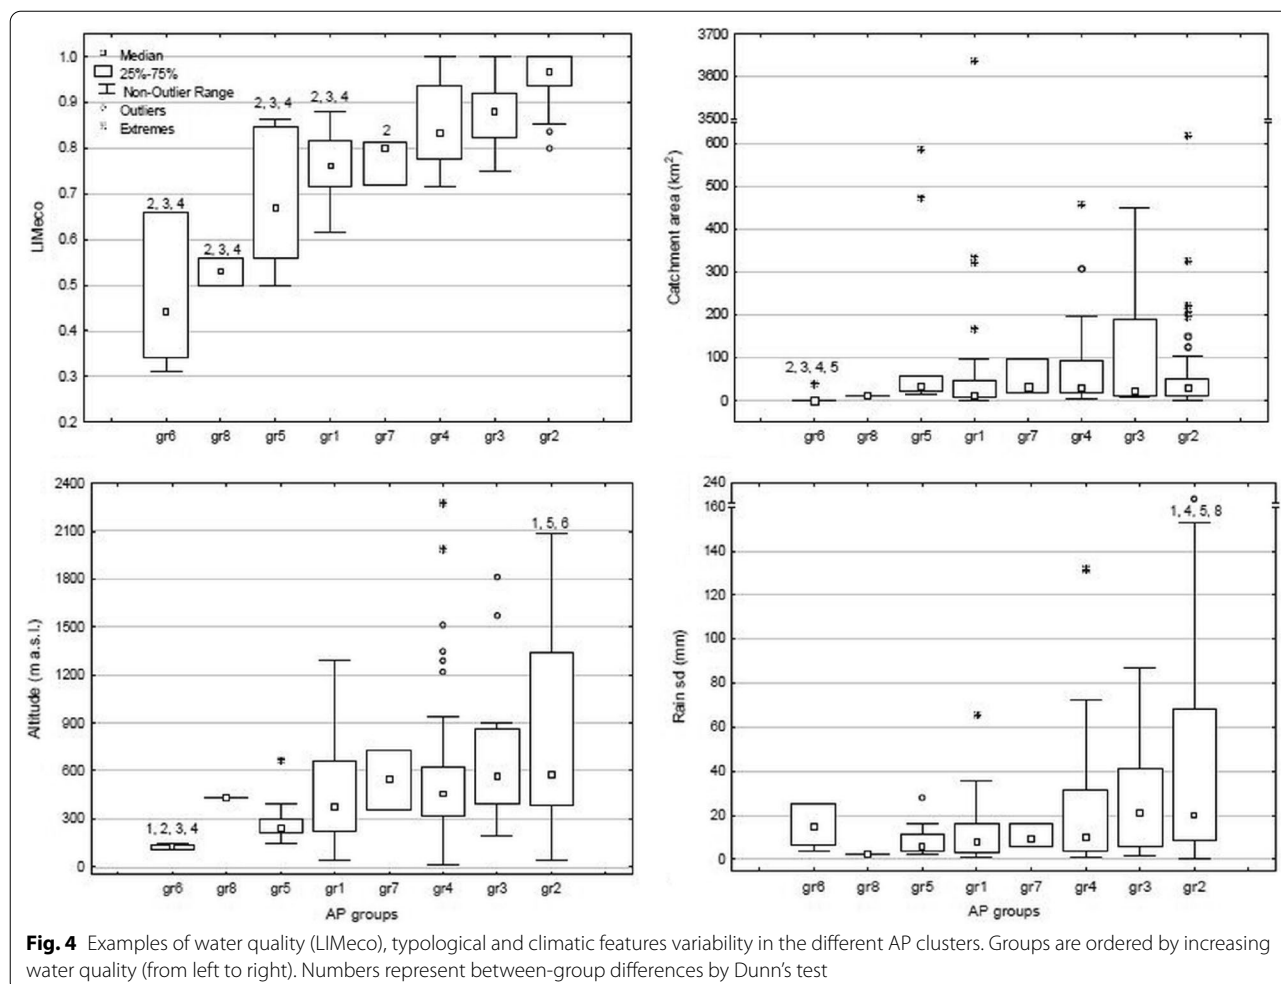 LIMeco
1.0
0.9
0.8
0.7
0.6
0.5
0.4
0.3
0.2
Median
25%-75%
Non-Outlier Range
Outliers
Extremes
2, 3, 4
2, 3, 4
2, 3, 4
2, 3, 4
2
gr6 gr8 gr5 gr1 gr7 gr4 gr3 gr2
Catchment area (km²)
3700
3600
3500
600
500
400
300
200
100
0
2, 3, 4, 5
gr6 gr8 gr5 gr1 gr7 gr4 gr3 gr2
Altitude (m a.s.l.)
2400
2100
1800
1500
1200
900
600
300
0
1, 2, 3, 4
1, 5, 6
gr6 gr8 gr5 gr1 gr7 gr4 gr3 gr2
AP groups
Rain sd (mm)
240
160
140
120
100
80
60
40
20
0
1, 4, 5, 8
gr6 gr8 gr5 gr1 gr7 gr4 gr3 gr2
AP groups
Fig. 4 Examples of water quality (LIMeco), typological and climatic features variability in the different AP clusters. Groups are ordered by increasing
water quality (from left to right). Numbers represent between-group differences by Dunn's test